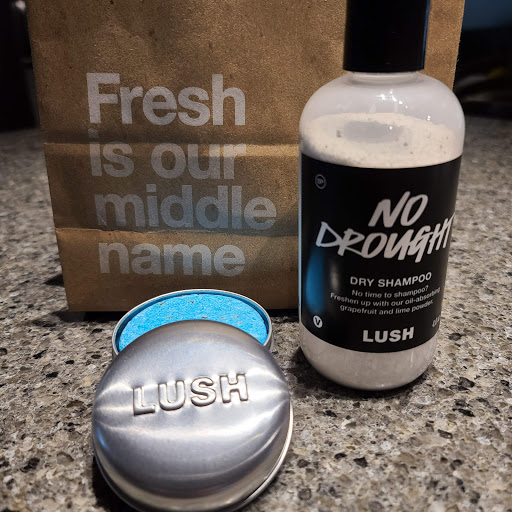 Fresh
is our
middle
name
NO
DROUGHT
DRY SHAMPOO
No time to shampoo?
Freshen up with our oil-absorbing
grapefruit and lime powder.
LUSH
LUSH